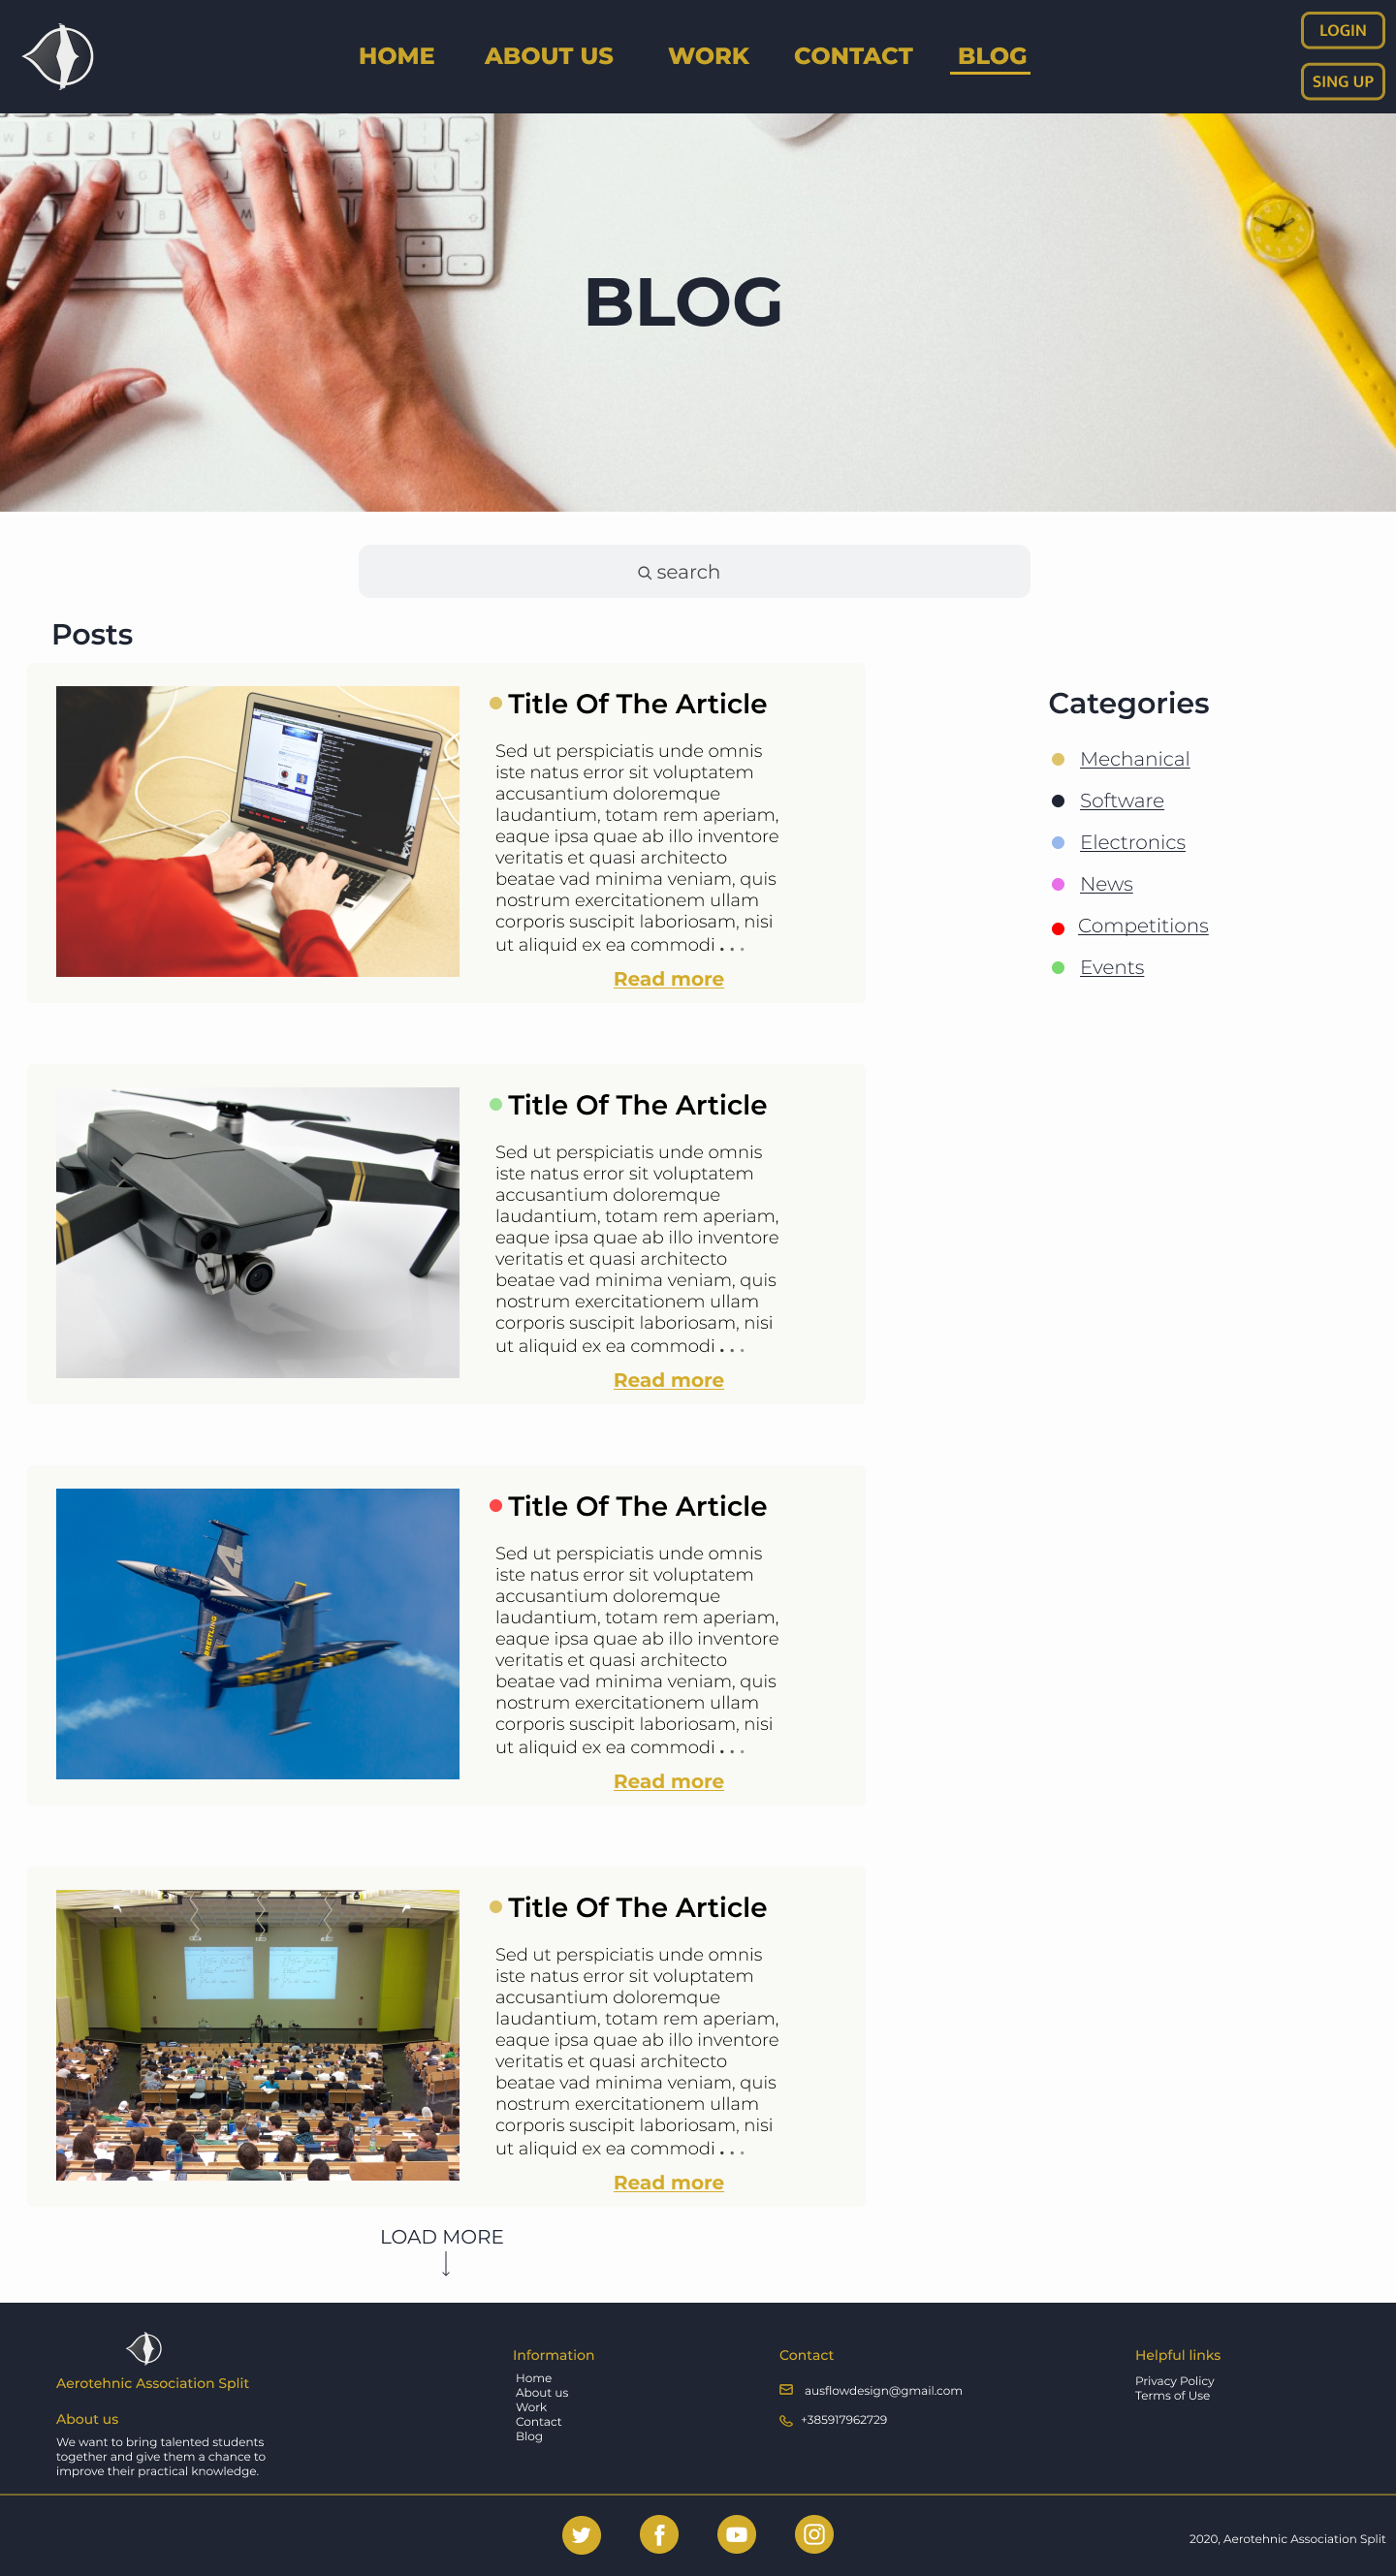 HOME ABOUT US WORK CONTACT BLOG
LOGIN
SING UP
BLOG
search
Posts
Title Of The Article
Sed ut perspiciatis unde omnis
iste natus error sit voluptatem
accusantium doloremque
laudantium, totam rem aperiam,
eaque ipsa quae ab illo inventore
veritatis et quasi architecto
beatae vad minima veniam, quis
nostrum exercitationem ullam
corporis suscipit laboriosam, nisi
ut aliquid ex ea commodi . . .
Read more
Categories
Mechanical
Software
Electronics
News
Competitions
Events
Title Of The Article
Sed ut perspiciatis unde omnis
iste natus error sit voluptatem
accusantium doloremque
laudantium, totam rem aperiam,
eaque ipsa quae ab illo inventore
veritatis et quasi architecto
beatae vad minima veniam, quis
nostrum exercitationem ullam
corporis suscipit laboriosam, nisi
ut aliquid ex ea commodi . . .
Read more
4
BREITLING
BREITLING
BREITLING
Title Of The Article
Sed ut perspiciatis unde omnis
iste natus error sit voluptatem
accusantium doloremque
laudantium, totam rem aperiam,
eaque ipsa quae ab illo inventore
veritatis et quasi architecto
beatae vad minima veniam, quis
nostrum exercitationem ullam
corporis suscipit laboriosam, nisi
ut aliquid ex ea commodi . . .
Read more
Title Of The Article
Sed ut perspiciatis unde omnis
iste natus error sit voluptatem
accusantium doloremque
laudantium, totam rem aperiam,
eaque ipsa quae ab illo inventore
veritatis et quasi architecto
beatae vad minima veniam, quis
nostrum exercitationem ullam
corporis suscipit laboriosam, nisi
ut aliquid ex ea commodi . . .
Read more
LOAD MORE
Aerotehnic Association Split
About us
We want to bring talented students
together and give them a chance to
improve their practical knowledge.
Information
Home
About us
Work
Contact
Blog
Contact
ausflowdesign@gmail.com
+385917962729
Helpful links
Privacy Policy
Terms of Use
2020, Aerotehnic Association Split